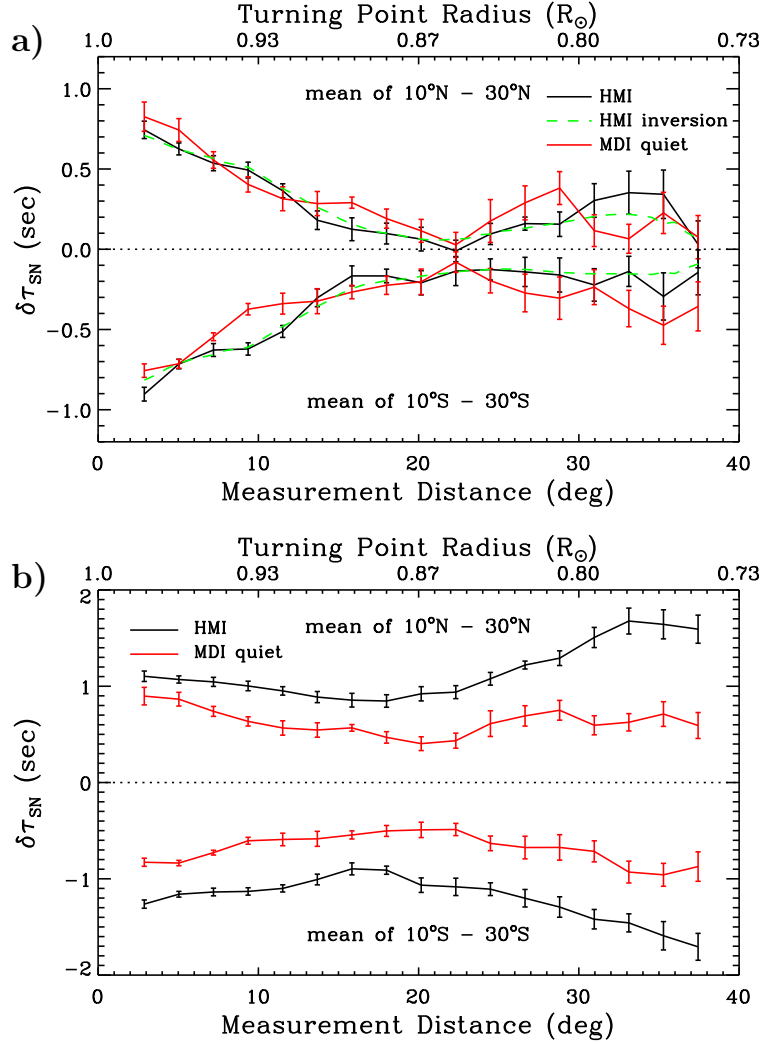 Turning Point Radius (R☉)
a)
1.0 0.93 0.87 0.80 0.73
mean of 10°N − 30°N
HMI
HMI inversion
MDI quiet
1.0
0.5
0.0
−0.5
−1.0
δτSN (sec)
mean of 10°S − 30°S
0 10 20 30 40
Measurement Distance (deg)
Turning Point Radius (R☉)
b)
1.0 0.93 0.87 0.80 0.73
HMI
MDI quiet
mean of 10°N − 30°N
2
1
0
−1
−2
δτSN (sec)
mean of 10°S − 30°S
0 10 20 30 40
Measurement Distance (deg)